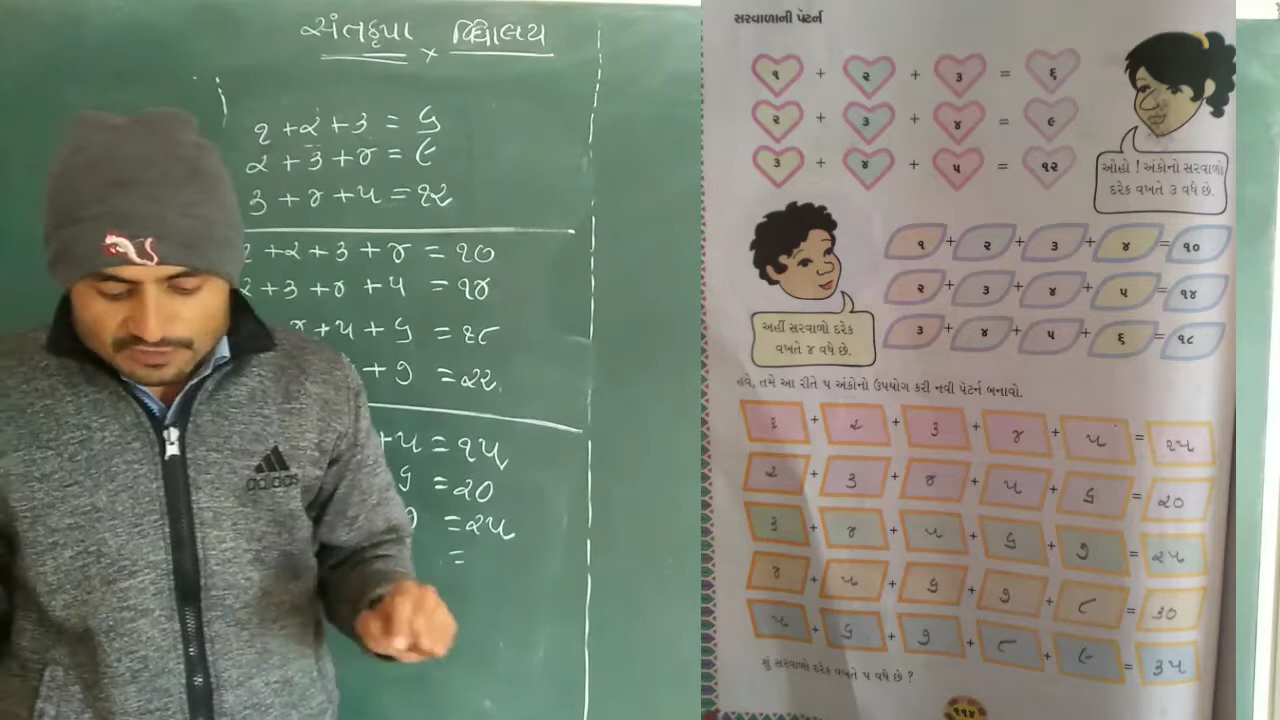 સંતકૃપા × વિદ્યાલય
૧ + ૨ + ૩ = ૬
૨ + ૩ + ૪ = ૯
૩ + ૪ + ૫ = ૧૨
+ ૨ + ૩ + ૪ = ૧૦
૨ + ૩ + ૪ + ૫ = ૧૪
૪ + ૫ + ૬ = ૧૮
+ ૭ = ૨૨
+ ૫ = ૧૫
૬ = ૨૦
= ૨૫
=
adidas
સરવાળાની પૅટર્ન
૧ + ૨ + ૩ = ૬
૨ + ૩ + ૪ = ૯
૩ + ૪ + ૫ = ૧૨
ઓહો ! અંકોનો સરવાળો
દરેક વખતે ૩ વધે છે.
૧ + ૨ + ૩ + ૪ = ૧૦
૨ + ૩ + ૪ + ૫ = ૧૪
૩ + ૪ + ૫ + ૬ = ૧૮
અહીં સરવાળો દરેક
વખતે ૪ વધે છે.
હવે, તમે આ રીતે ૫ અંકોનો ઉપયોગ કરી નવી પૅટર્ન બનાવો.
૧ + ૨ + ૩ + ૪ + ૫ = ૧૫
૨ + ૩ + ૪ + ૫ + ૬ = ૨૦
૩ + ૪ + ૫ + ૬ + ૭ = ૨૫
૪ + ૫ + ૬ + ૭ + ૮ = ૩૦
૫ + ૬ + ૭ + ૮ + ૯ = ૩૫
શું સરવાળો દરેક વખતે ૫ વધે છે ?
૧૧૪